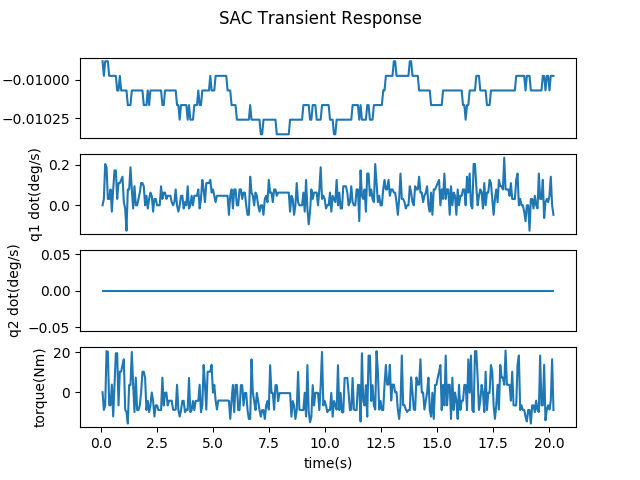 SAC Transient Response
−0.01000
−0.01025
q1 dot(deg/s)
0.2
0.0
q2 dot(deg/s)
0.05
0.00
−0.05
torque(Nm)
20
0
0.0 2.5 5.0 7.5 10.0 12.5 15.0 17.5 20.0
time(s)